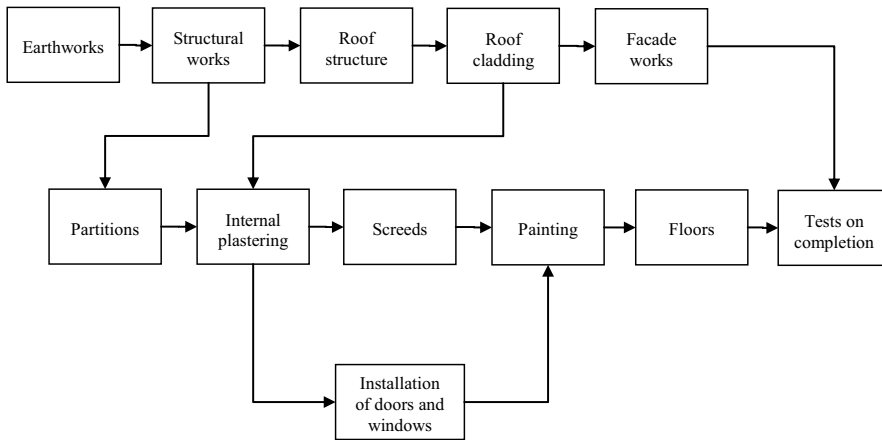 Earthworks
Structural
works
Roof
structure
Roof
cladding
Facade
works
Partitions
Internal
plastering
Screeds
Painting
Floors
Tests on
completion
Installation
of doors and
windows